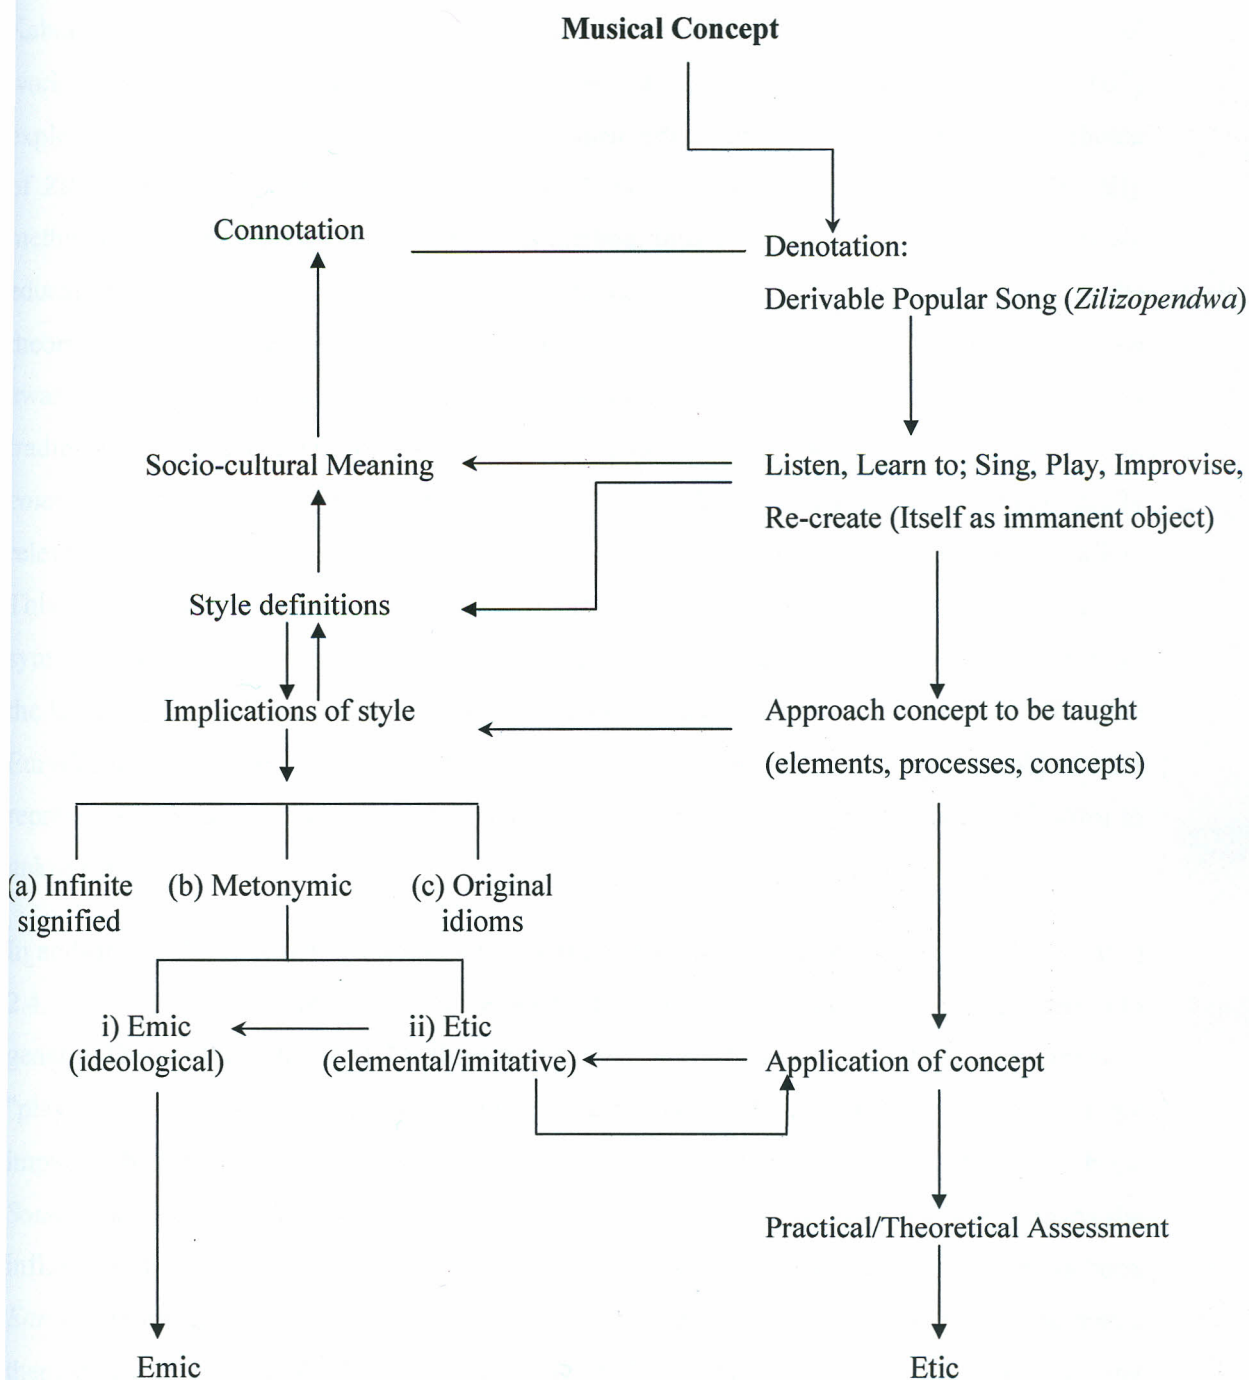 Musical Concept
Connotation
Denotation:
Derivable Popular Song (Zilizopendwa)
Socio-cultural Meaning
Listen, Learn to; Sing, Play, Improvise,
Re-create (Itself as immanent object)
Style definitions
Implications of style
Approach concept to be taught
(elements, processes, concepts)
(a) Infinite
signified
(b) Metonymic
(c) Original
idioms
i) Emic
(ideological)
ii) Etic
(elemental/imitative)
Application of concept
Practical/Theoretical Assessment
Emic
Etic